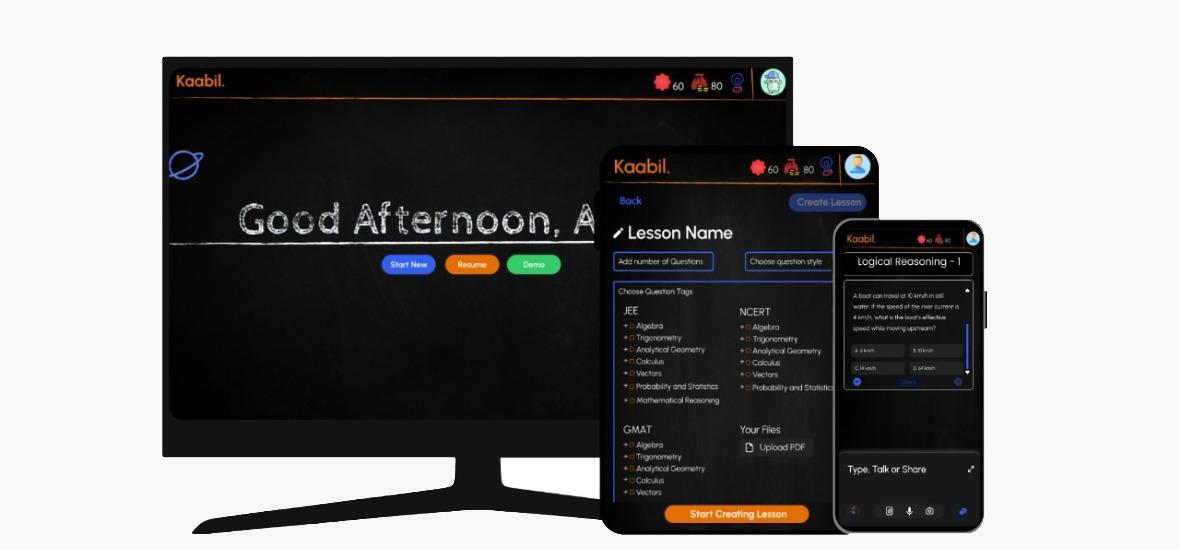 Kaabil.
60
80
Good Afternoon, A
Start New
Resume
Demo
Kaabil.
60
80
Back
Create Lesson
Lesson Name
Add number of Questions
Choose question style
Choose Question Tags
JEE
+ Algebra
+ Trigonometry
+ Analytical Geometry
+ Calculus
+ Vectors
+ Probability and Statistics
+ Mathematical Reasoning
NCERT
+ Algebra
+ Trigonometry
+ Analytical Geometry
+ Calculus
+ Vectors
+ Probability and Statistics
GMAT
+ Algebra
+ Trigonometry
+ Analytical Geometry
+ Calculus
+ Vectors
Your Files
Upload PDF
Start Creating Lesson
Kaabil.
60
80
Logical Reasoning - 1
A boat can travel at 10 km/h in still
water. If the speed of the river current is
4 km/h, what is the boat's effective
speed while moving upstream?
A. 6 km/h
B. 10 km/h
C. 14 km/h
D. 64 km/h
Type, Talk or Share